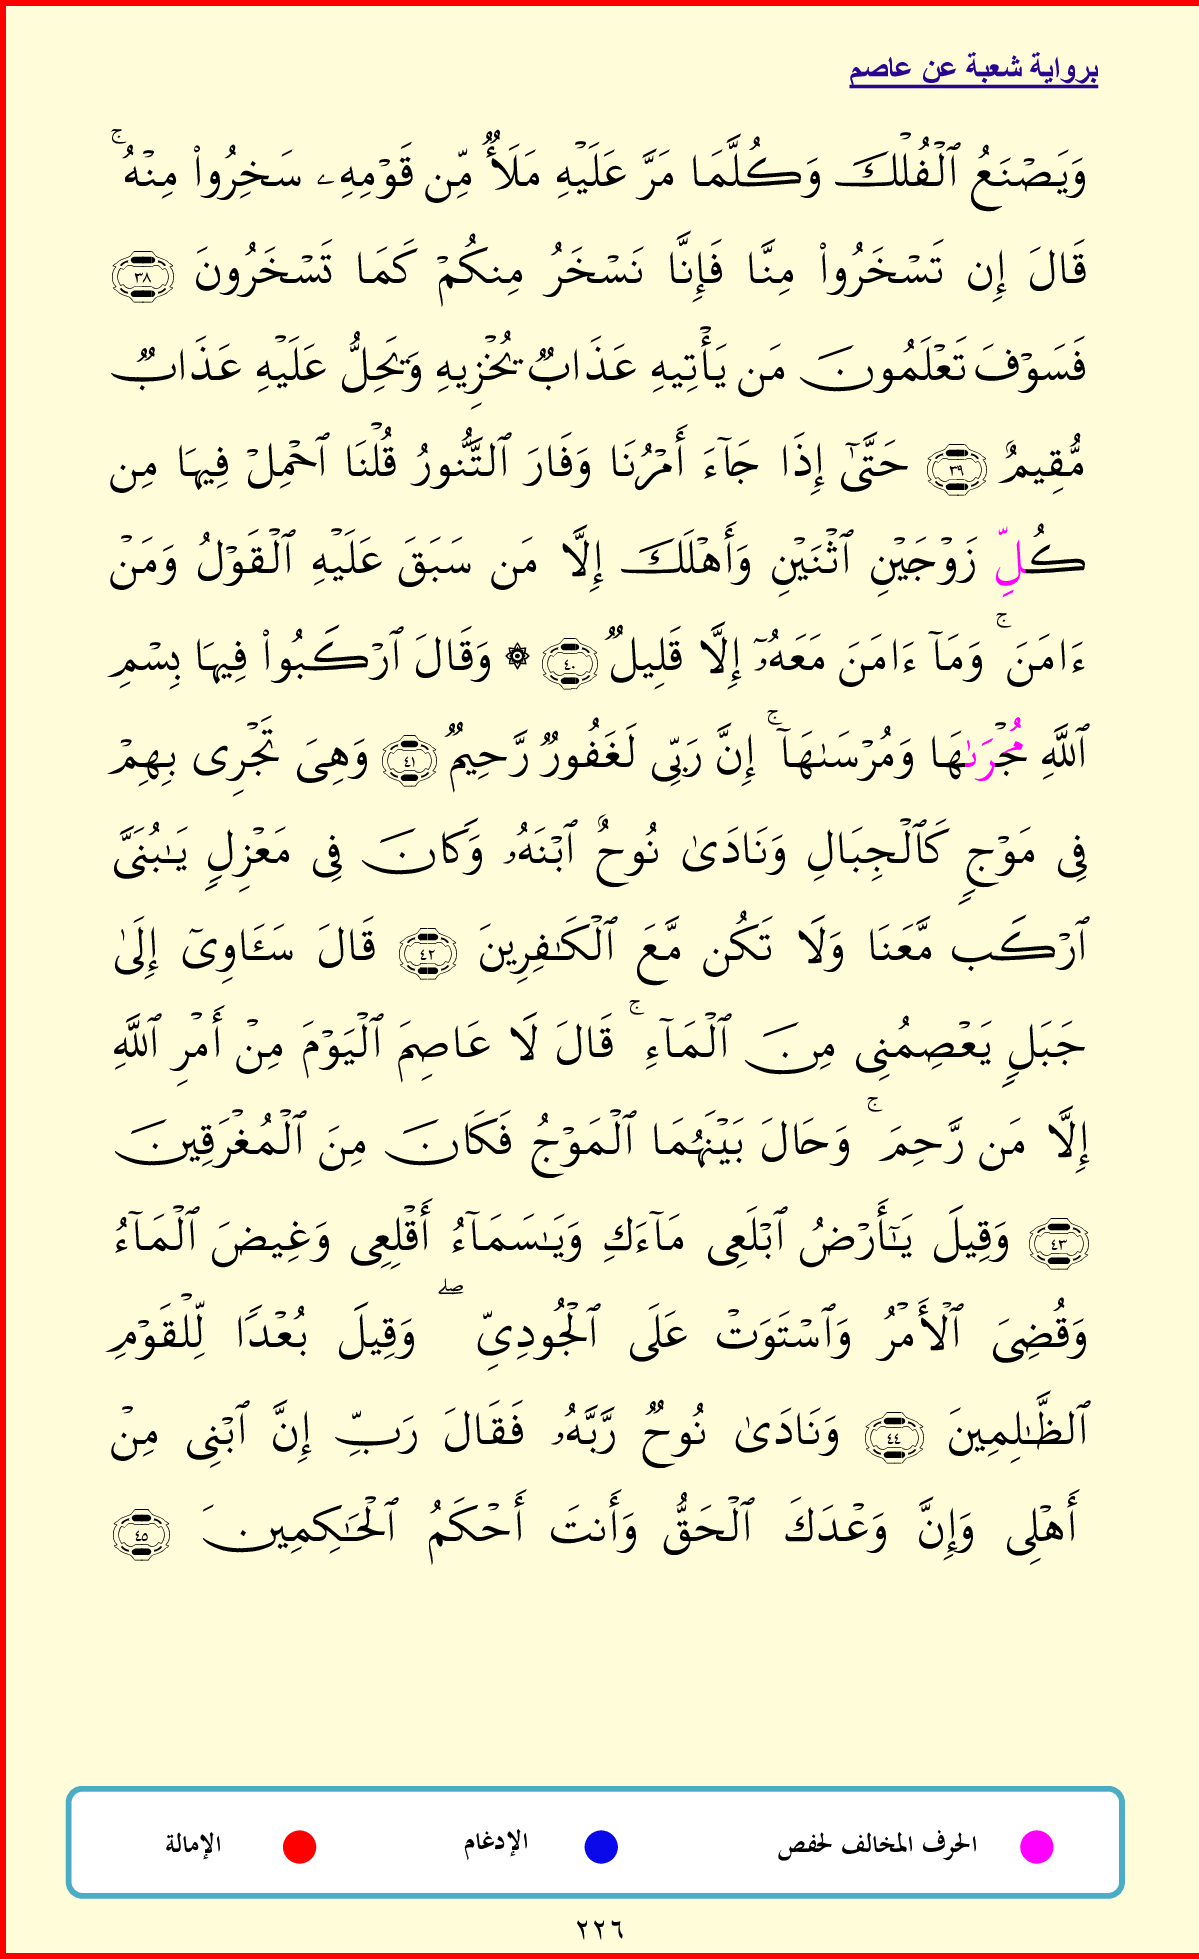 برواية شعبة عن عاصم
وَيَصْنَعُ ٱلْفُلْكَ وَكُلَّمَا مَرَّ عَلَيْهِ مَلَأٌ مِّن قَوْمِهِۦ سَخِرُوا۟ مِنْهُ ۚ
قَالَ إِن تَسْخَرُوا۟ مِنَّا فَإِنَّا نَسْخَرُ مِنكُمْ كَمَا تَسْخَرُونَ ٣٨
فَسَوْفَ تَعْلَمُونَ مَن يَأْتِيهِ عَذَابٌ يُخْزِيهِ وَيَحِلُّ عَلَيْهِ عَذَابٌ
مُّقِيمٌ ٣٩ حَتَّىٰٓ إِذَا جَآءَ أَمْرُنَا وَفَارَ ٱلتَّنُّورُ قُلْنَا ٱحْمِلْ فِيهَا مِن
كُلِّ زَوْجَيْنِ ٱثْنَيْنِ وَأَهْلَكَ إِلَّا مَن سَبَقَ عَلَيْهِ ٱلْقَوْلُ وَمَنْ
ءَامَنَ ۚ وَمَآ ءَامَنَ مَعَهُۥٓ إِلَّا قَلِيلٌ ٤٠ ۞ وَقَالَ ٱرْكَبُوا۟ فِيهَا بِسْمِ
ٱللَّهِ مُجْرَىٰهَا وَمُرْسَىٰهَآ ۚ إِنَّ رَبِّى لَغَفُورٌ رَّحِيمٌ ٤١ وَهِىَ تَجْرِى بِهِمْ
فِى مَوْجٍ كَٱلْجِبَالِ وَنَادَىٰ نُوحٌ ٱبْنَهُۥ وَكَانَ فِى مَعْزِلٍ يَٰبُنَىَّ
ٱرْكَب مَّعَنَا وَلَا تَكُن مَّعَ ٱلْكَٰفِرِينَ ٤٢ قَالَ سَـَٔاوِىٓ إِلَىٰ
جَبَلٍ يَعْصِمُنِى مِنَ ٱلْمَآءِ ۚ قَالَ لَا عَاصِمَ ٱلْيَوْمَ مِنْ أَمْرِ ٱللَّهِ
إِلَّا مَن رَّحِمَ ۚ وَحَالَ بَيْنَهُمَا ٱلْمَوْجُ فَكَانَ مِنَ ٱلْمُغْرَقِينَ
٤٣ وَقِيلَ يَٰٓأَرْضُ ٱبْلَعِى مَآءَكِ وَيَٰسَمَآءُ أَقْلِعِى وَغِيضَ ٱلْمَآءُ
وَقُضِىَ ٱلْأَمْرُ وَٱسْتَوَتْ عَلَى ٱلْجُودِىِّ ۖ وَقِيلَ بُعْدًا لِّلْقَوْمِ
ٱلظَّٰلِمِينَ ٤٤ وَنَادَىٰ نُوحٌ رَّبَّهُۥ فَقَالَ رَبِّ إِنَّ ٱبْنِى مِنْ
أَهْلِى وَإِنَّ وَعْدَكَ ٱلْحَقُّ وَأَنتَ أَحْكَمُ ٱلْحَٰكِمِينَ ٤٥
الحرف المخالف لحفص الإدغام الإمالة
٢٢٦